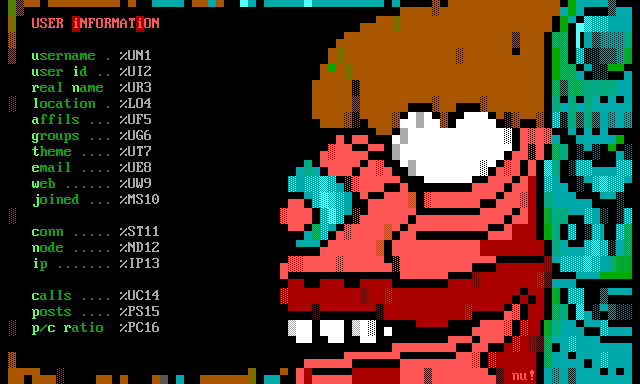 USER iNFORMATiON
username . %UN1
user id .. %UI2
real name %UR3
location . %LO4
affils ... %UF5
groups ... %UG6
theme .... %UT7
email .... %UE8
web ...... %UW9
joined ... %MS10
conn ..... %ST11
node ..... %ND12
ip ....... %IP13
calls .... %UC14
posts .... %PS15
p/c ratio %PC16
nu!